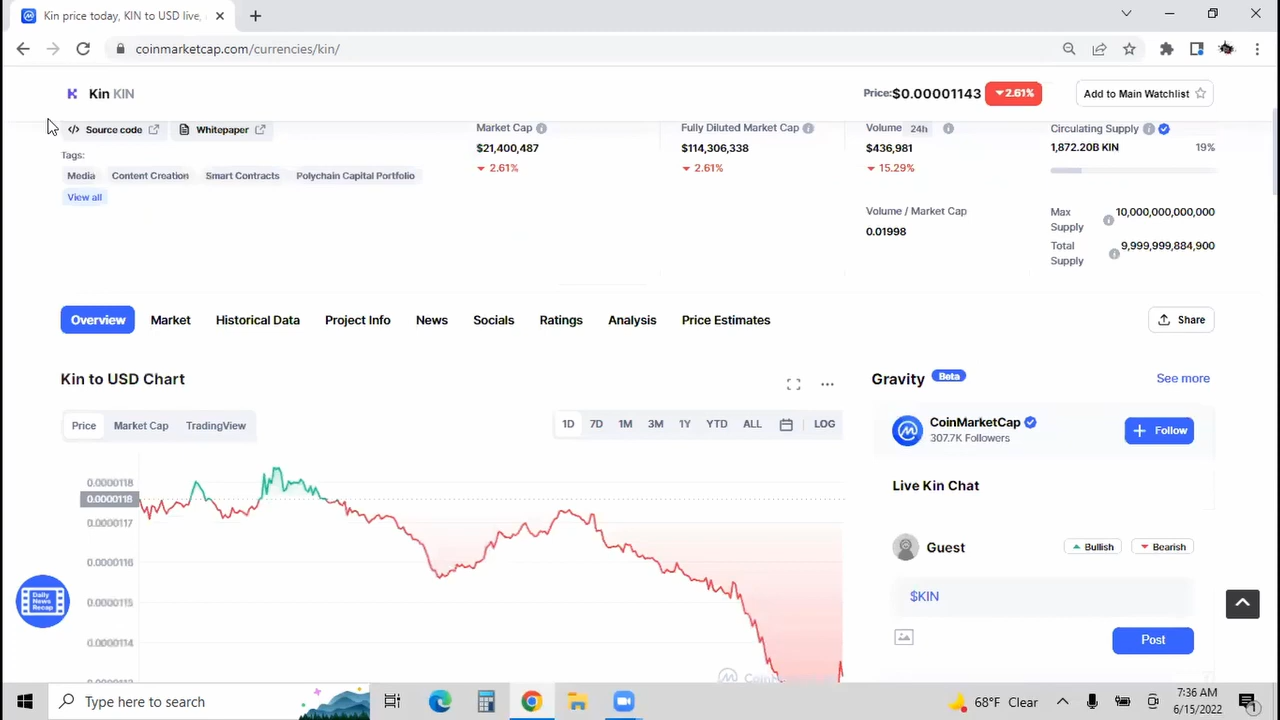 Kin price today, KIN to USD live,
coinmarketcap.com/currencies/kin/
Kin KIN
Price:$0.00001143
2.61%
Add to Main Watchlist
Source code
Whitepaper
Tags:
Media
Content Creation
Smart Contracts
Polychain Capital Portfolio
View all
Market Cap
$21,400,487
2.61%
Fully Diluted Market Cap
$114,306,338
2.61%
Volume 24h
$436,981
15.29%
Volume / Market Cap
0.01998
Circulating Supply
1,872.20B KIN
19%
Max Supply
10,000,000,000,000
Total Supply
9,999,999,884,900
Overview
Market
Historical Data
Project Info
News
Socials
Ratings
Analysis
Price Estimates
Share
Kin to USD Chart
Price
Market Cap
TradingView
1D
7D
1M
3M
1Y
YTD
ALL
LOG
0.0000118
0.0000118
0.0000117
0.0000116
0.0000115
0.0000114
Gravity Beta
See more
CoinMarketCap
307.7K Followers
Follow
Live Kin Chat
Guest
Bullish
Bearish
$KIN
Post
Daily
News
Recap
Type here to search
68°F Clear
7:36 AM
6/15/2022
1